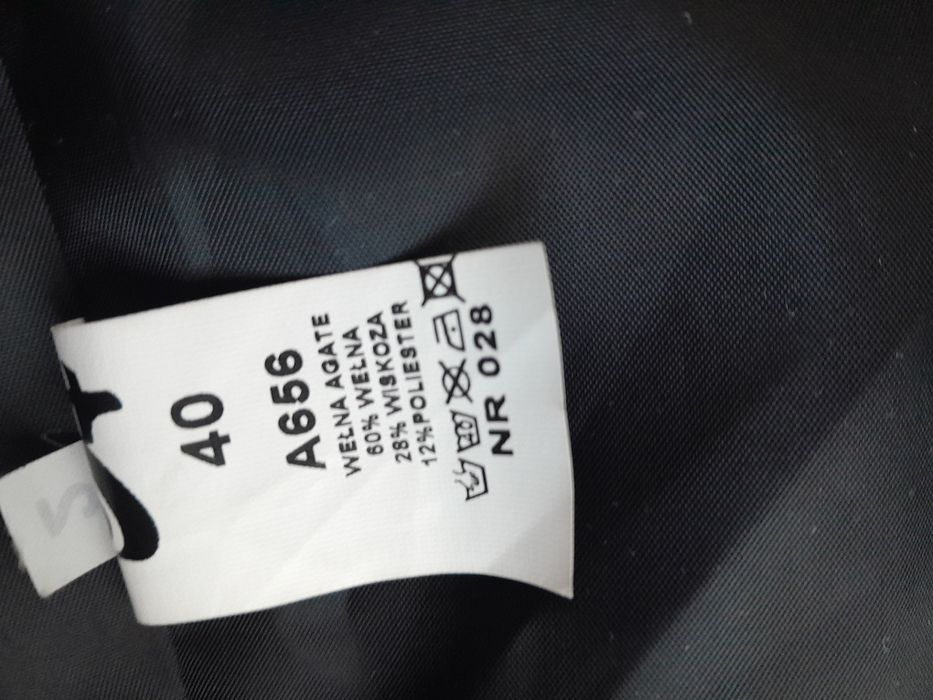 40
A656
WEŁNA AGATE
60% WEŁNA
28% WISKOZA
12%POLIESTER
NR 028